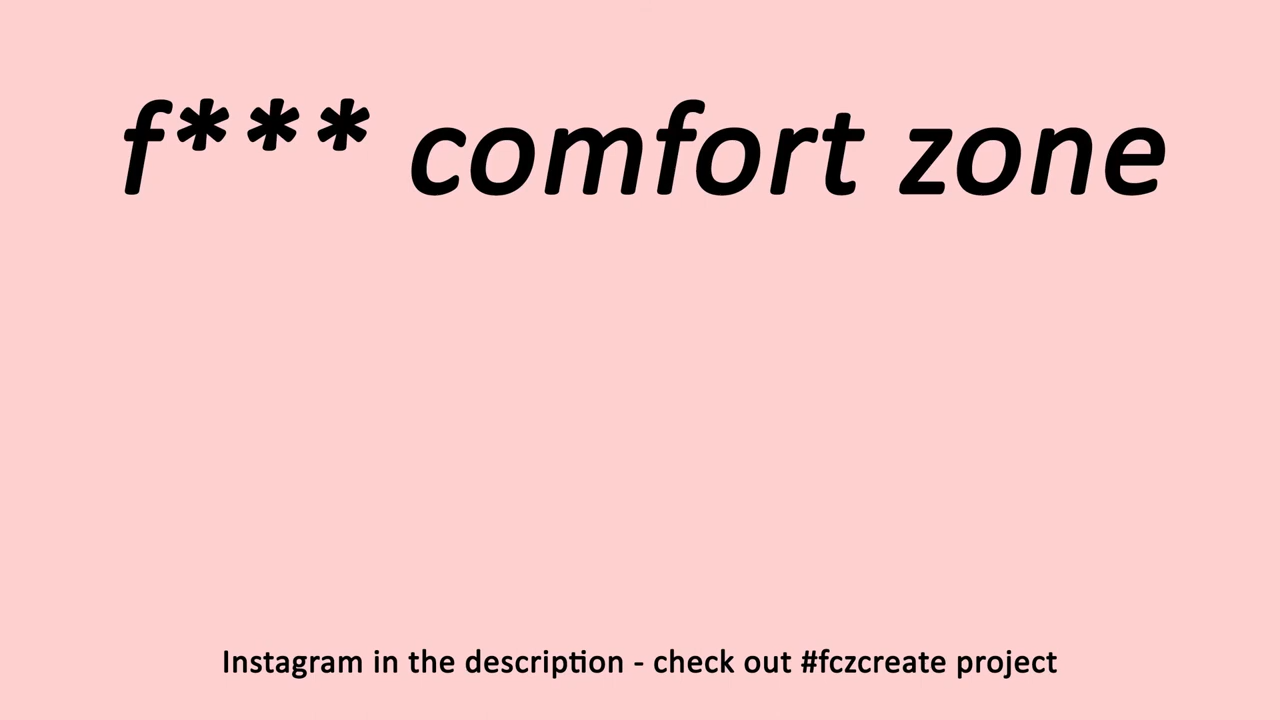 f*** comfort zone
Instagram in the description - check out #fczcreate project